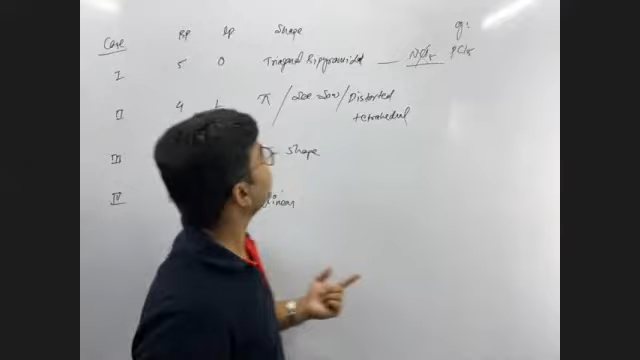 Case BP lp Shape eg:
I 5 0 Trigonal Bipyramidal — NCl5 PCl5
II 4 1 π / See-Saw / Distorted
tetrahedral
III shape
IV linear